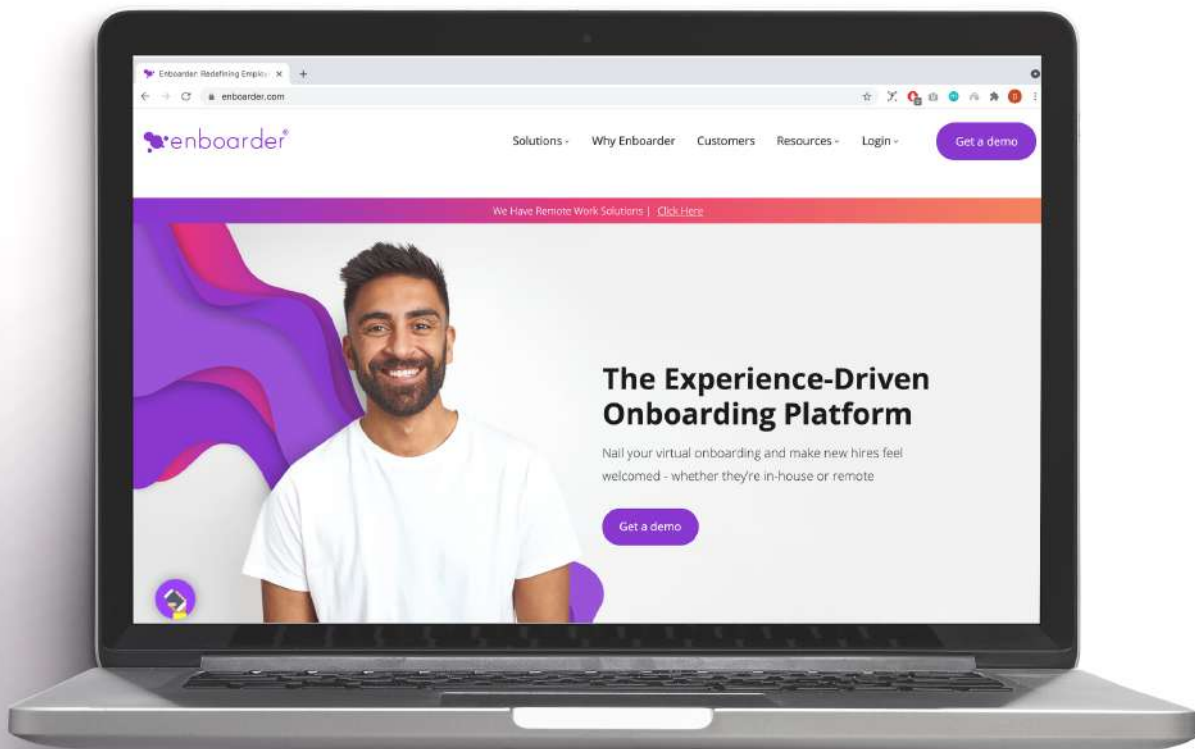 Enboarder: Redefining Employ
enboarder.com
enboarder®
Solutions
Why Enboarder
Customers
Resources
Login
Get a demo
We Have Remote Work Solutions | Click Here
The Experience-Driven
Onboarding Platform
Nail your virtual onboarding and make new hires feel
welcomed - whether they're in-house or remote
Get a demo